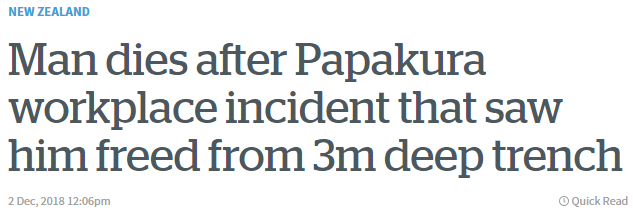 NEW ZEALAND
Man dies after Papakura
workplace incident that saw
him freed from 3m deep trench
2 Dec, 2018 12:06pm
Quick Read